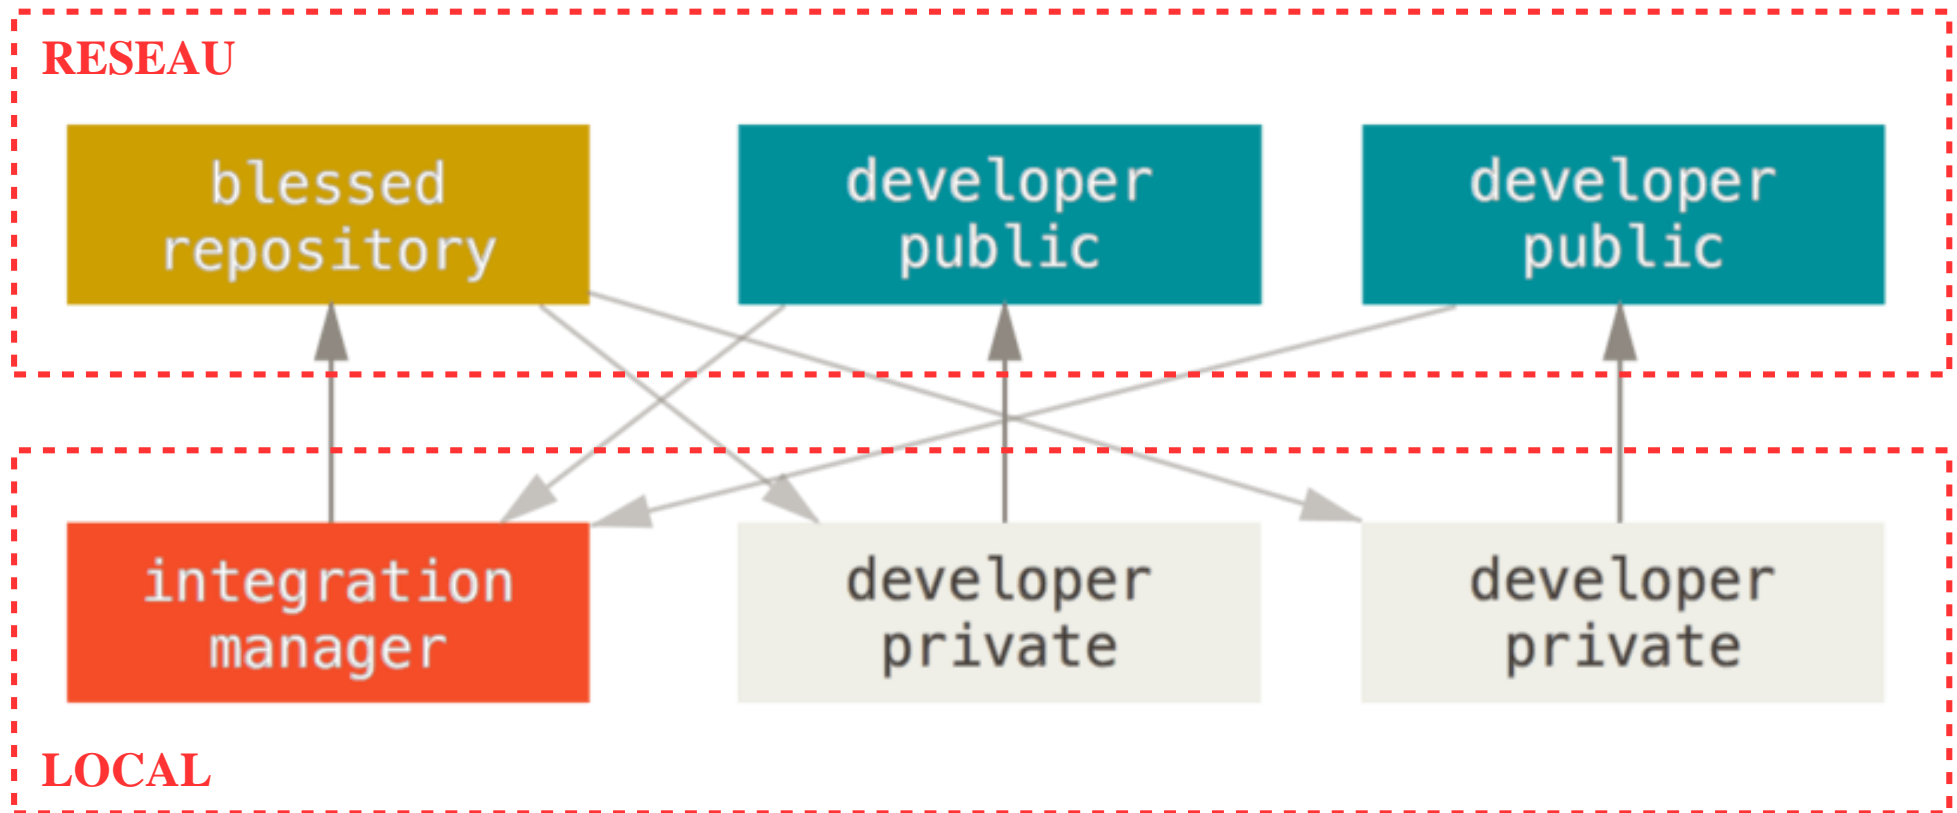 RESEAU
blessed
repository
developer
public
developer
public
integration
manager
developer
private
developer
private
LOCAL